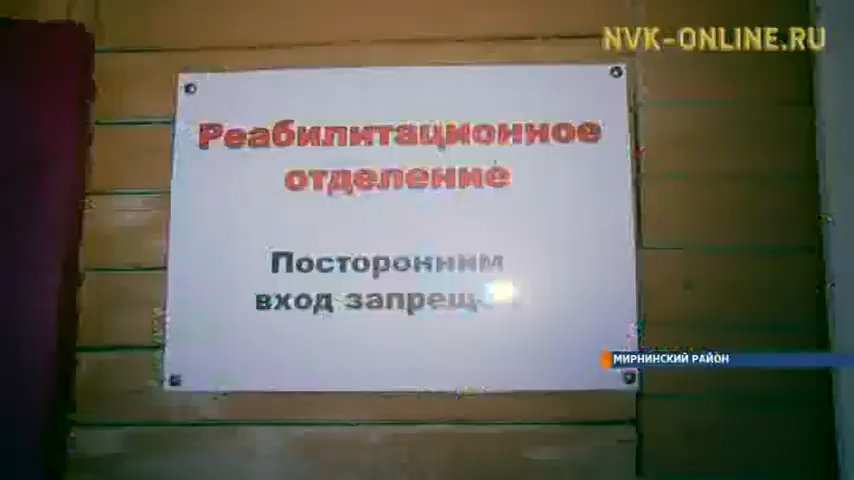 NVK-ONLINE.RU
Реабилитационное
отделение
Посторонним
вход
МИРНИНСКИЙ РАЙОН